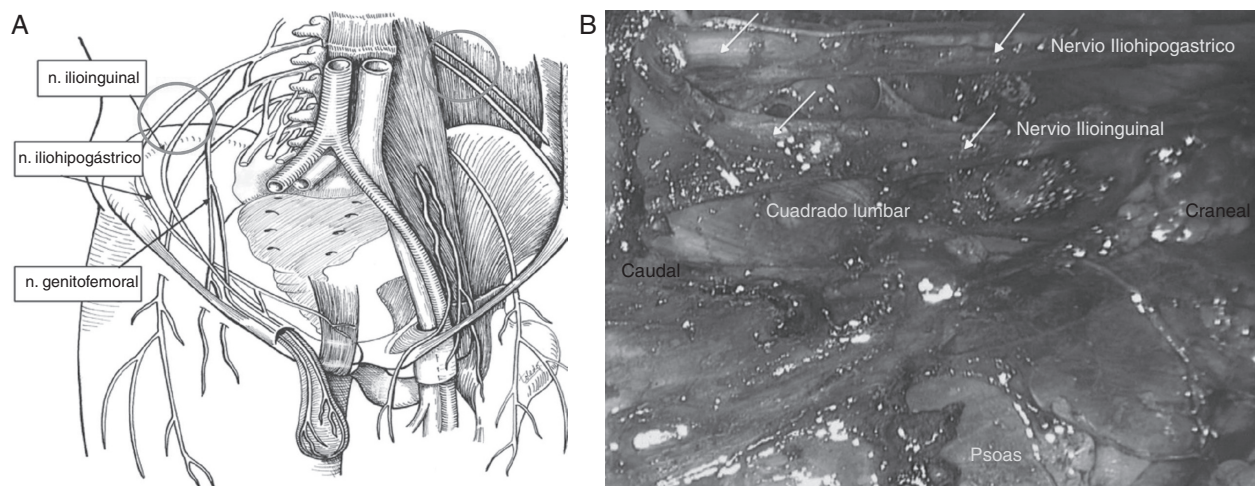 A
n. ilioinguinal
n. iliohipogástrico
n. genitofemoral
B
Nervio Iliohipogastrico
Nervio Ilioinguinal
Cuadrado lumbar
Craneal
Caudal
Psoas